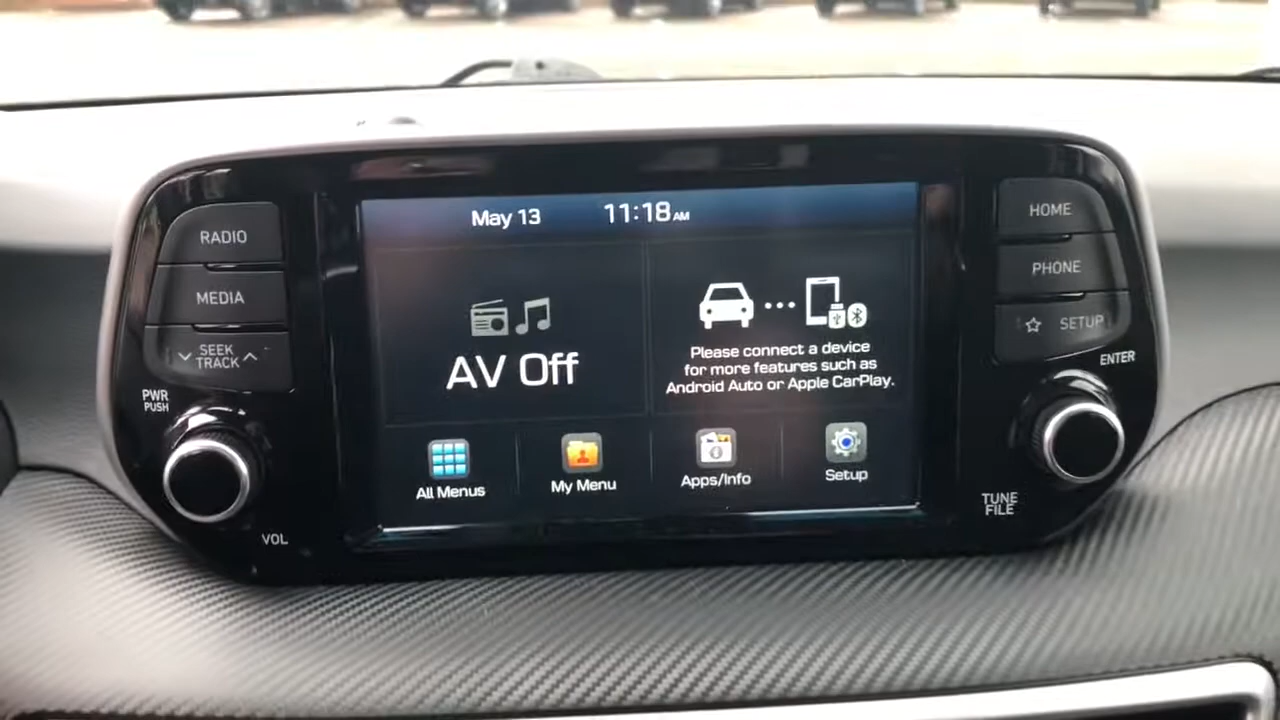 RADIO
MEDIA
SEEK
TRACK
PWR
PUSH
VOL
May 13 11:18 AM
AV Off
Please connect a device
for more features such as
Android Auto or Apple CarPlay.
All Menus
My Menu
Apps/Info
Setup
HOME
PHONE
SETUP
ENTER
TUNE
FILE